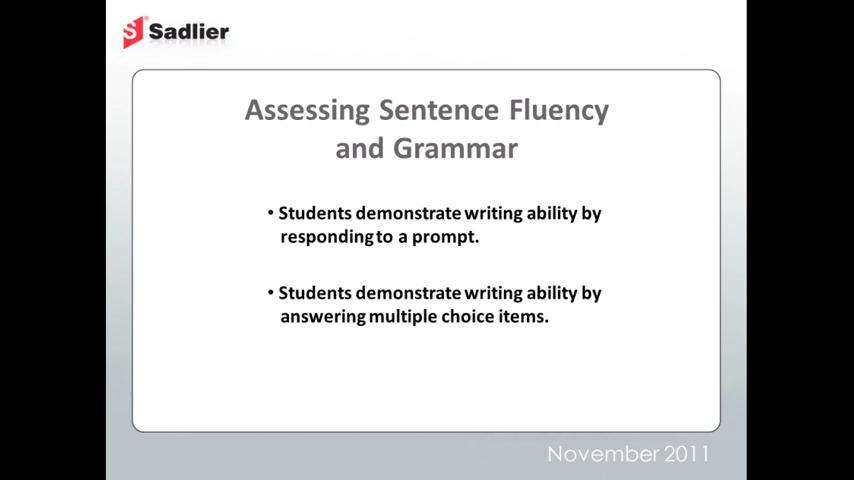 S® Sadlier
Assessing Sentence Fluency
and Grammar
• Students demonstrate writing ability by
responding to a prompt.
• Students demonstrate writing ability by
answering multiple choice items.
November 2011